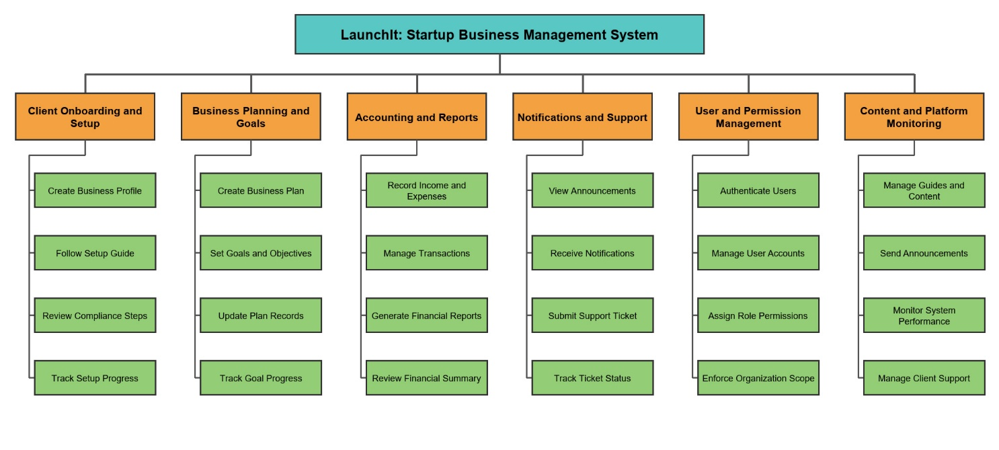 LaunchIt: Startup Business Management System
Client Onboarding and
Setup
Business Planning and
Goals
Accounting and Reports
Notifications and Support
User and Permission
Management
Content and Platform
Monitoring
Create Business Profile
Follow Setup Guide
Review Compliance Steps
Track Setup Progress
Create Business Plan
Set Goals and Objectives
Update Plan Records
Track Goal Progress
Record Income and
Expenses
Manage Transactions
Generate Financial Reports
Review Financial Summary
View Announcements
Receive Notifications
Submit Support Ticket
Track Ticket Status
Authenticate Users
Manage User Accounts
Assign Role Permissions
Enforce Organization Scope
Manage Guides and
Content
Send Announcements
Monitor System
Performance
Manage Client Support